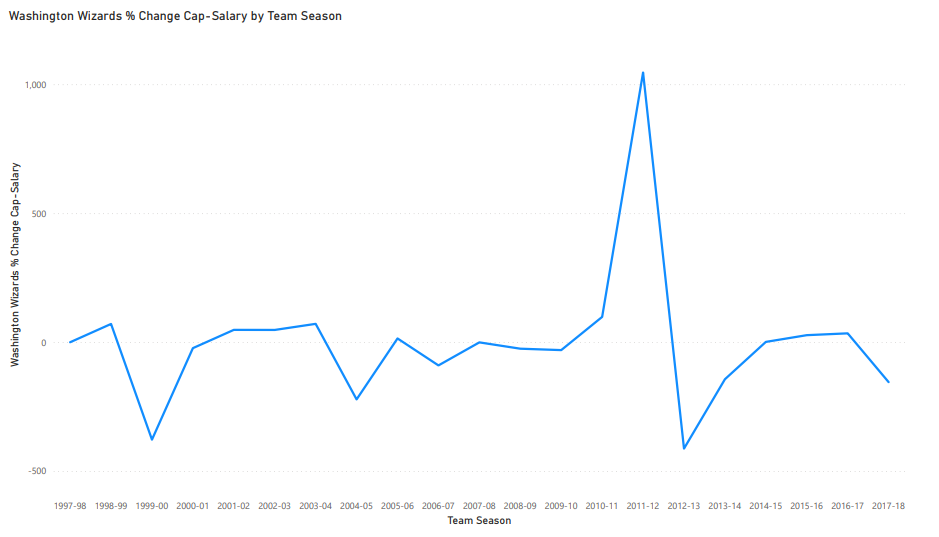 Washington Wizards % Change Cap-Salary by Team Season
Washington Wizards % Change Cap-Salary
1,000
500
0
-500
1997-98 1998-99 1999-00 2000-01 2001-02 2002-03 2003-04 2004-05 2005-06 2006-07 2007-08 2008-09 2009-10 2010-11 2011-12 2012-13 2013-14 2014-15 2015-16 2016-17 2017-18
Team Season